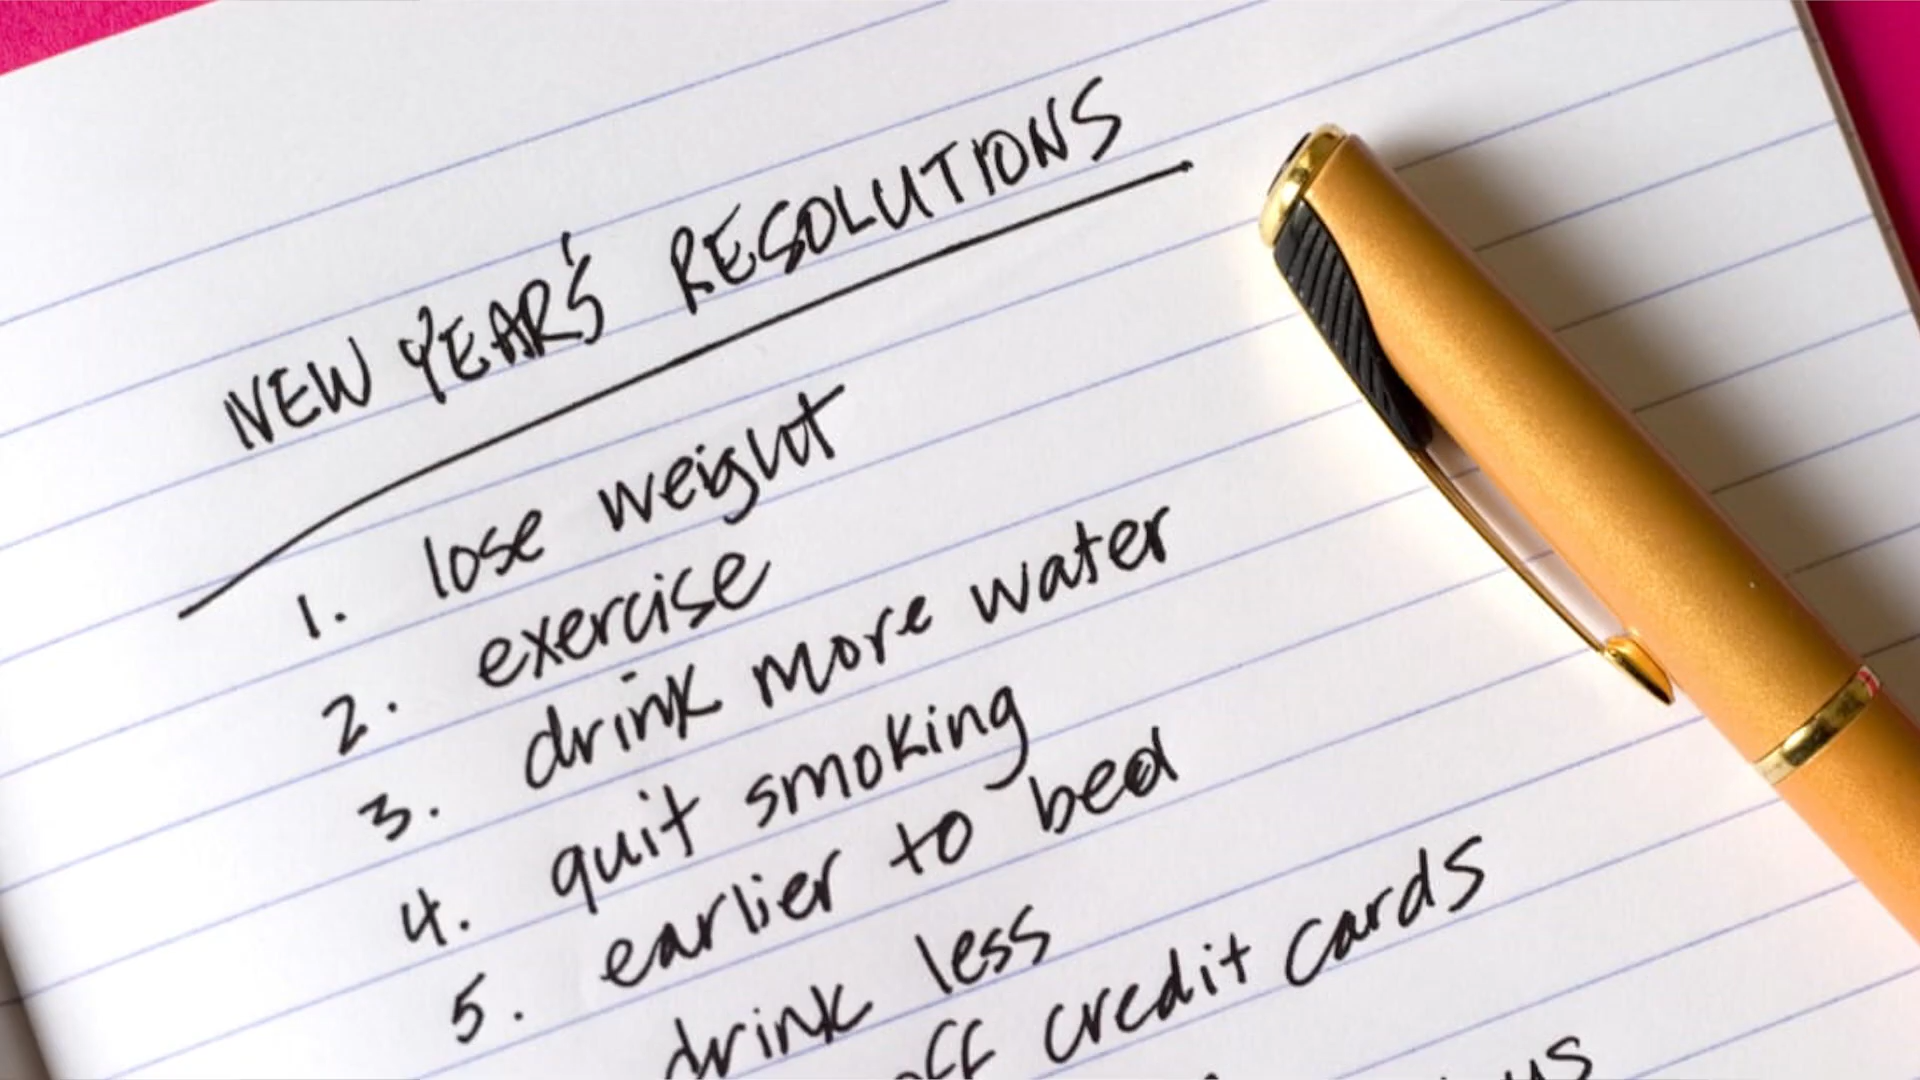 NEW YEAR'S RESOLUTIONS
1. lose weight
2. exercise
3. drink more water
4. quit smoking
5. earlier to bed
drink less
off credit cards